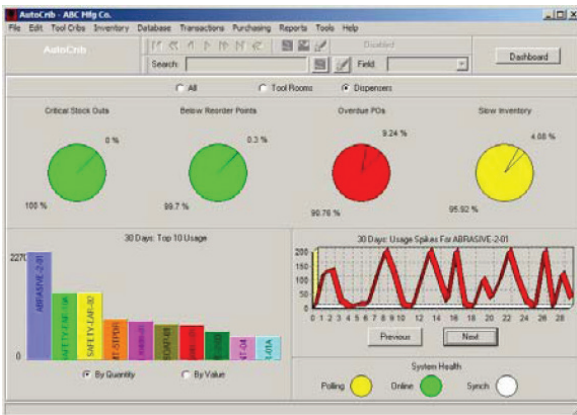 AutoCrib - ABC Mfg Co.
File Edit Tool Cribs Inventory Database Transactions Purchasing Reports Tools Help
AutoCrib
Disabled
Search: Field:
Dashboard
All Tool Rooms Dispensers
Critical Stock Outs Below Reorder Points Overdue POs Slow Inventory
0 % 0.3 % 9.24 % 4.08 %
100 % 99.7 % 90.76 % 95.92 %
30 Days: Top 10 Usage
2270
0
ABRASIVE-2-01
SAFETY-EAR-02
By Quantity By Value
30 Days: Usage Spikes For ABRASIVE-2-01
200
150
100
50
0
0 1 2 3 4 5 6 7 8 9 10 12 14 16 18 20 22 24 26 28
Previous Next
System Health
Polling Online Synch